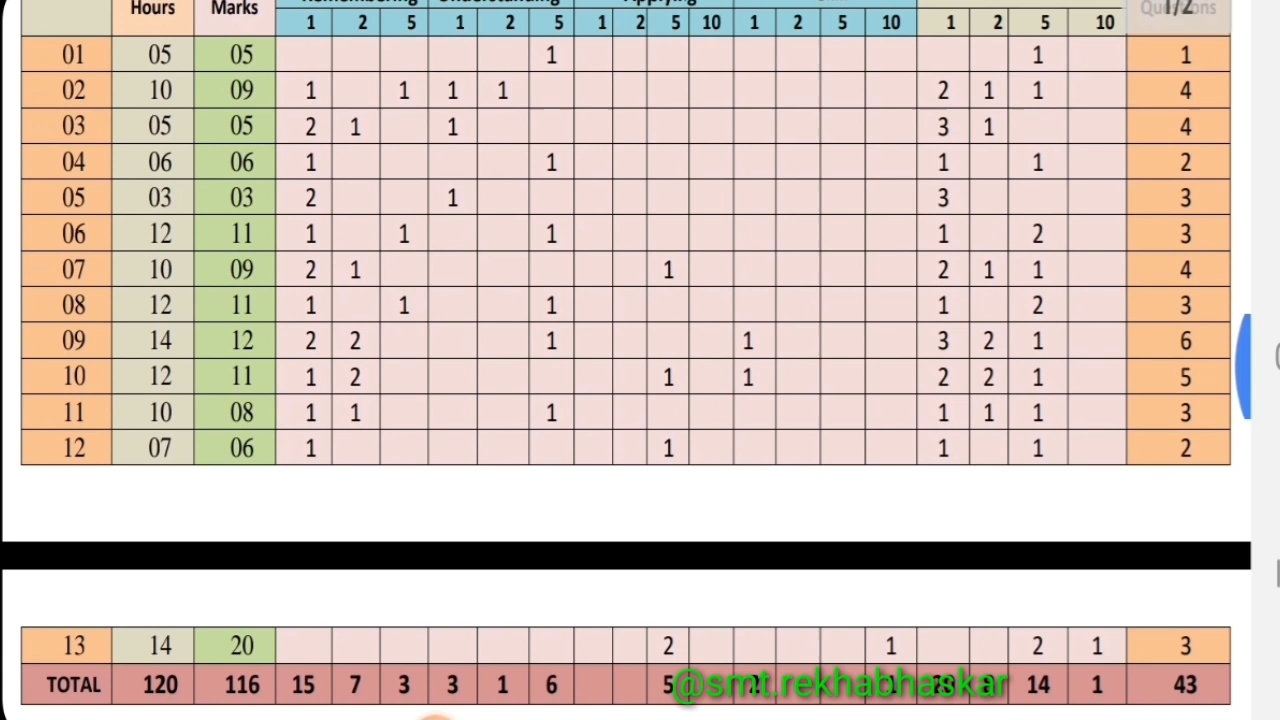 Hours Marks Remembering Understanding Applying Questions 1/2
1 2 5 1 2 5 1 2 5 10 1 2 5 10 1 2 5 10
01 05 05 1 1 1
02 10 09 1 1 1 1 2 1 1 4
03 05 05 2 1 1 3 1 4
04 06 06 1 1 1 1 2
05 03 03 2 1 3 3
06 12 11 1 1 1 1 2 3
07 10 09 2 1 1 2 1 1 4
08 12 11 1 1 1 1 2 3
09 14 12 2 2 1 1 3 2 1 6
10 12 11 1 2 1 1 2 2 1 5
11 10 08 1 1 1 1 1 1 3
12 07 06 1 1 1 1 2
13 14 20 2 1 2 1 3
TOTAL 120 116 15 7 3 3 1 6 5 @smt.rekhabhaskar 14 1 43